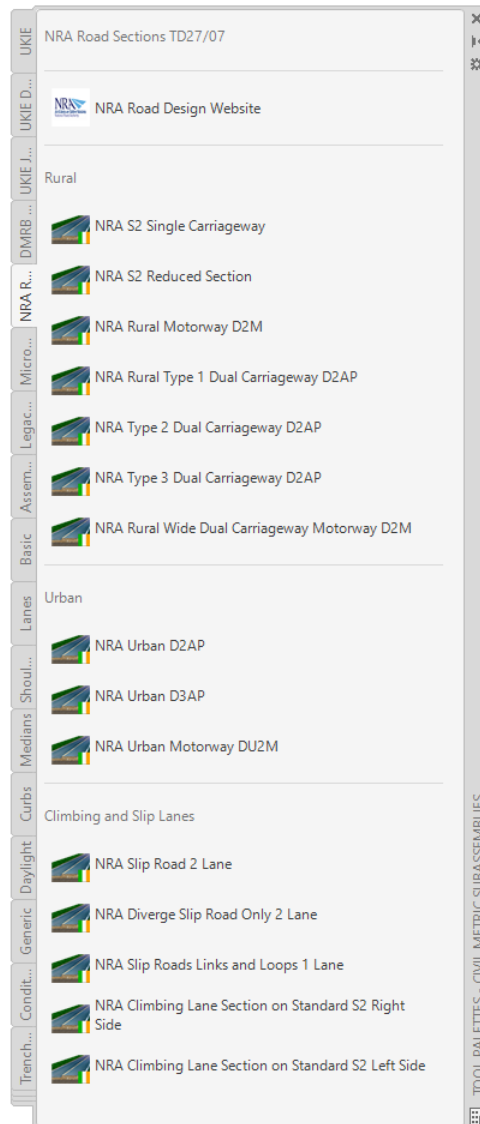 NRA Road Sections TD27/07
NRA
NRA Road Design Website
Rural
NRA S2 Single Carriageway
NRA S2 Reduced Section
NRA Rural Motorway D2M
NRA Rural Type 1 Dual Carriageway D2AP
NRA Type 2 Dual Carriageway D2AP
NRA Type 3 Dual Carriageway D2AP
NRA Rural Wide Dual Carriageway Motorway D2M
Urban
NRA Urban D2AP
NRA Urban D3AP
NRA Urban Motorway DU2M
Climbing and Slip Lanes
NRA Slip Road 2 Lane
NRA Diverge Slip Road Only 2 Lane
NRA Slip Roads Links and Loops 1 Lane
NRA Climbing Lane Section on Standard S2 Right
Side
NRA Climbing Lane Section on Standard S2 Left Side
UKIE
UKIE D...
UKIE J...
DMRB ...
NRA R...
Micro...
Legac...
Assem...
Basic
Lanes
Shoul...
Medians
Curbs
Daylight
Generic
Condit...
Trench...
TOOL PALETTES - CIVIL METRIC SUBASSEMBLIES